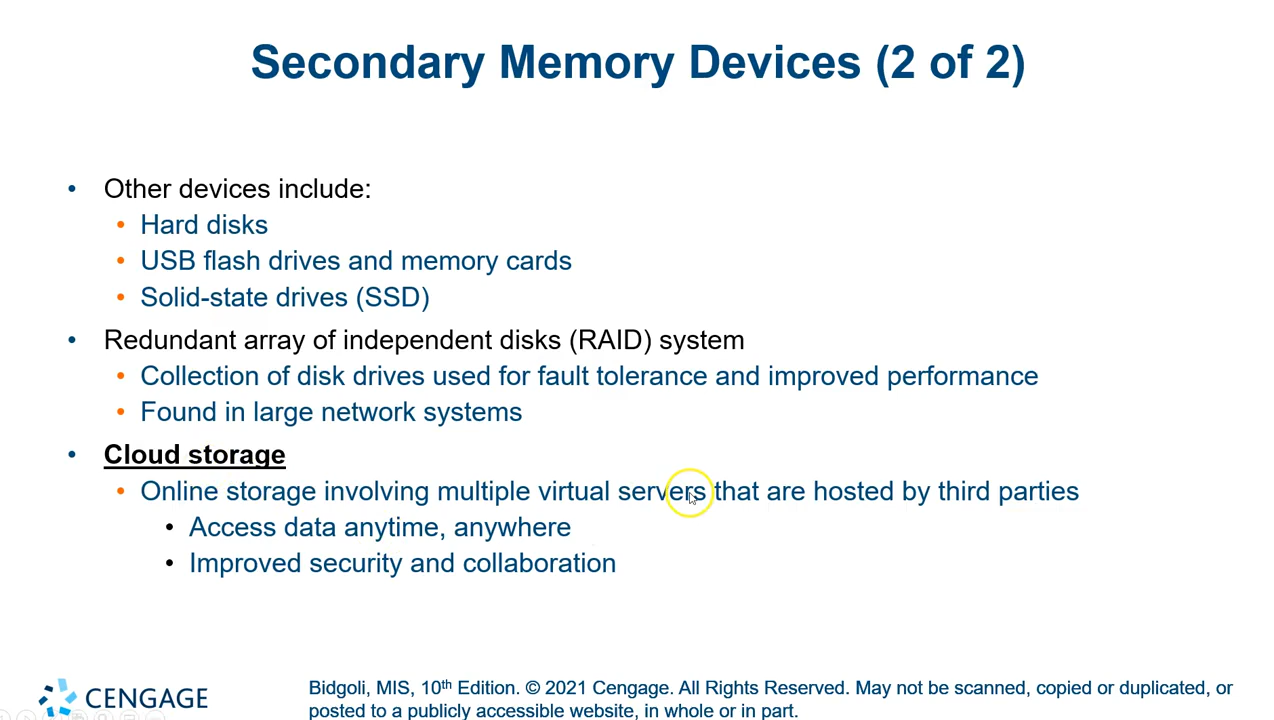 Secondary Memory Devices (2 of 2)
• Other devices include:
• Hard disks
• USB flash drives and memory cards
• Solid-state drives (SSD)
• Redundant array of independent disks (RAID) system
• Collection of disk drives used for fault tolerance and improved performance
• Found in large network systems
• Cloud storage
• Online storage involving multiple virtual servers that are hosted by third parties
• Access data anytime, anywhere
• Improved security and collaboration
CENGAGE
Bidgoli, MIS, 10th Edition. © 2021 Cengage. All Rights Reserved. May not be scanned, copied or duplicated, or
posted to a publicly accessible website, in whole or in part.